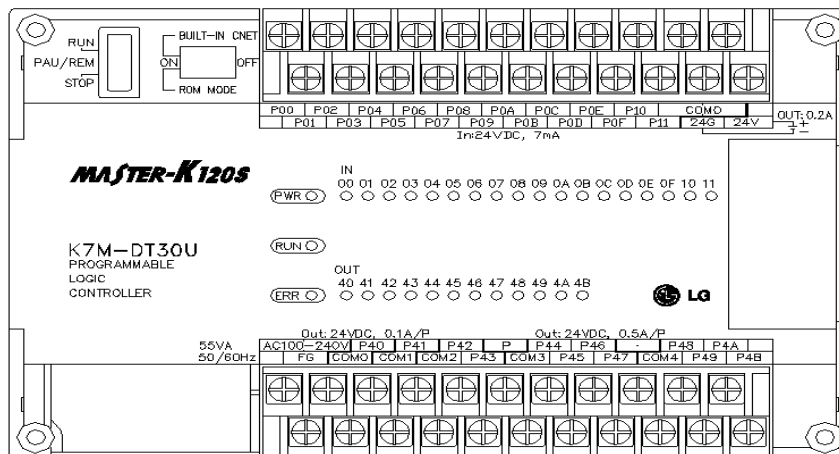 RUN
PAU/REM
STOP
BUILT-IN CNET
ON OFF
ROM MODE
P00 P02 P04 P06 P08 P0A P0C P0E P10 COM0
P01 P03 P05 P07 P09 P0B P0D P0F P11 24G 24V
OUT: 0.2A
In:24VDC, 7mA
MASTER-K120S
IN
00 01 02 03 04 05 06 07 08 09 0A 0B 0C 0D 0E 0F 10 11
PWR
K7M-DT30U
PROGRAMMABLE
LOGIC
CONTROLLER
RUN
OUT
40 41 42 43 44 45 46 47 48 49 4A 4B
ERR
LG
Out: 24VDC, 0.1A/P Out: 24VDC, 0.5A/P
55VA
50/60Hz
AC100-240V P40 P41 P42 P P44 P46 . P48 P4A
FG COM0 COM1 COM2 P43 COM3 P45 P47 COM4 P49 P4B